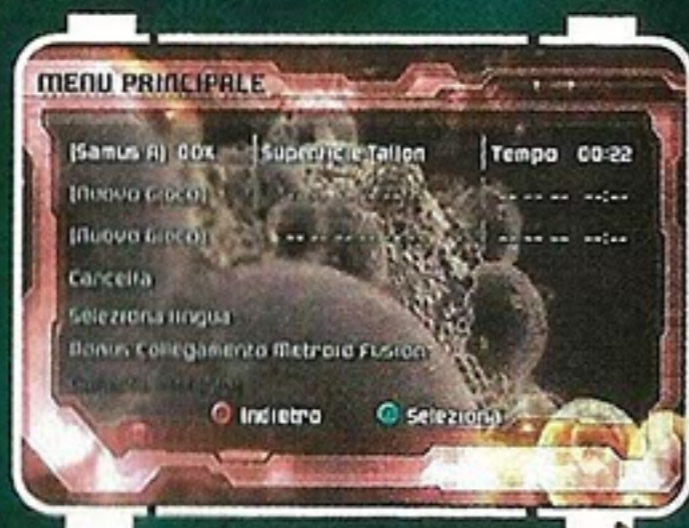 MENU PRINCIPALE
[Samus A] 00% Superficie Tallon Tempo 00:22
[Nuovo Gioco] -- -- -- -- --:--
[Nuovo Gioco] -- -- -- -- --:--
Cancella
Seleziona lingua
Bonus Collegamento Metroid Fusion
Indietro Seleziona